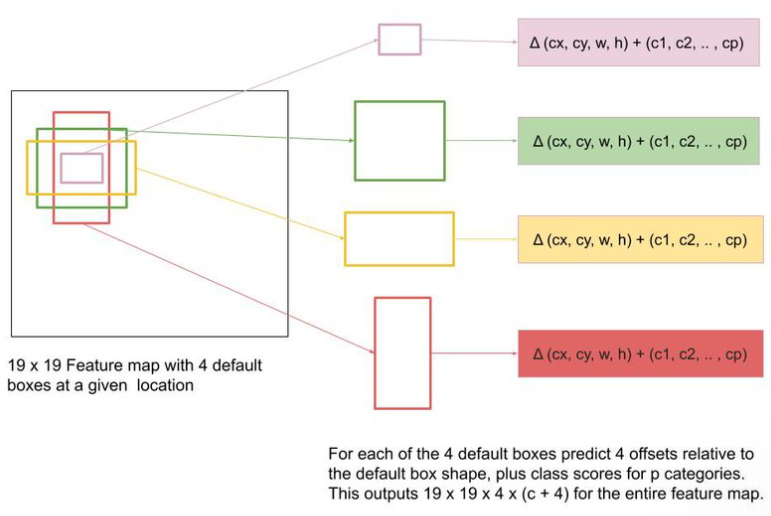 Δ (cx, cy, w, h) + (c1, c2, .. , cp)
Δ (cx, cy, w, h) + (c1, c2, .. , cp)
Δ (cx, cy, w, h) + (c1, c2, .. , cp)
Δ (cx, cy, w, h) + (c1, c2, .. , cp)
19 x 19 Feature map with 4 default
boxes at a given location
For each of the 4 default boxes predict 4 offsets relative to
the default box shape, plus class scores for p categories.
This outputs 19 x 19 x 4 x (c + 4) for the entire feature map.